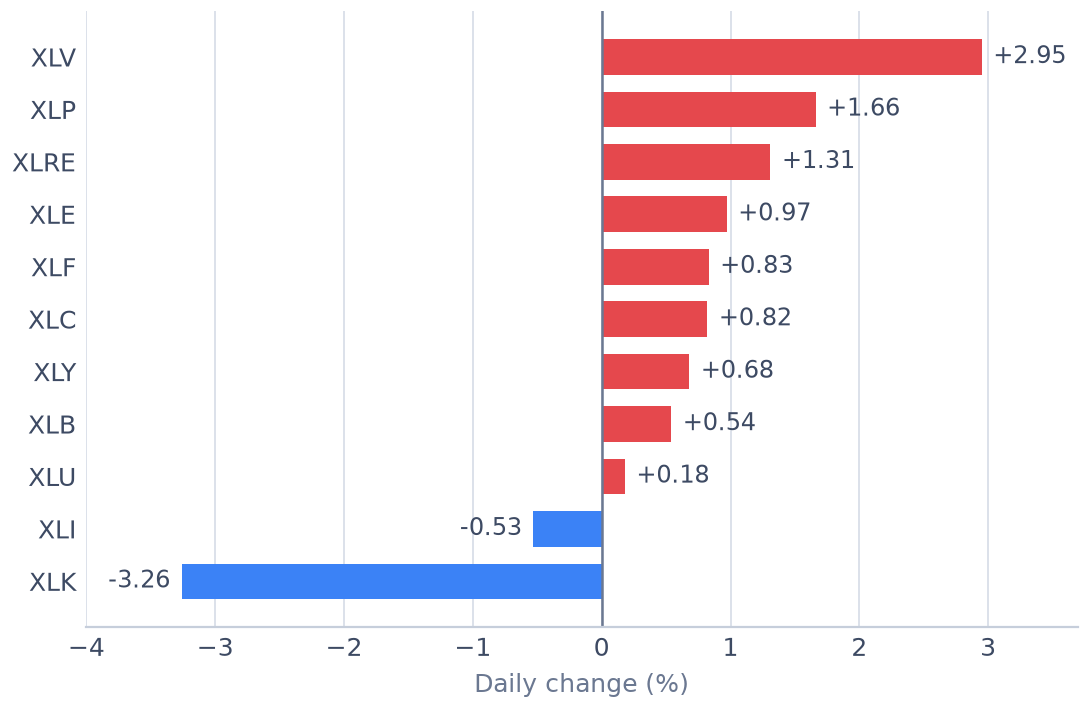 XLV +2.95
XLP +1.66
XLRE +1.31
XLE +0.97
XLF +0.83
XLC +0.82
XLY +0.68
XLB +0.54
XLU +0.18
XLI -0.53
XLK -3.26
−4 −3 −2 −1 0 1 2 3
Daily change (%)